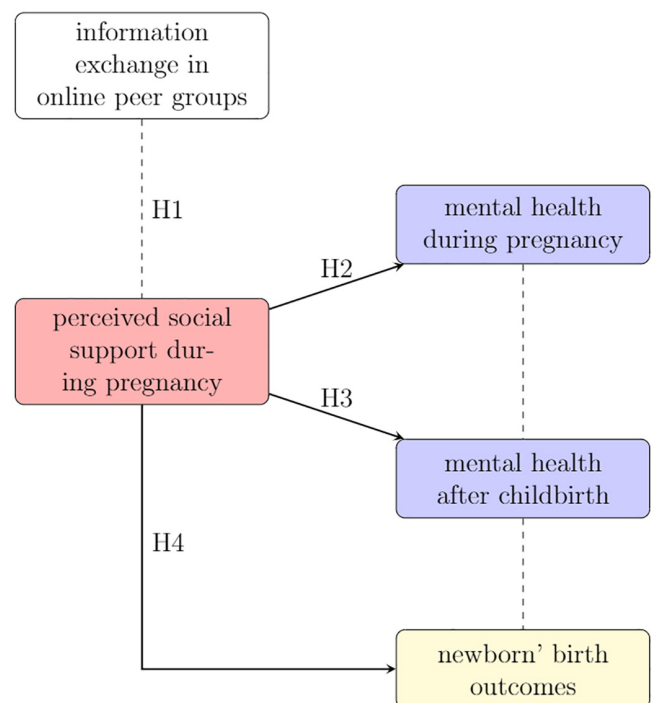 information
exchange in
online peer groups
H1
mental health
during pregnancy
H2
perceived social
support dur-
ing pregnancy
H3
mental health
after childbirth
H4
newborn' birth
outcomes